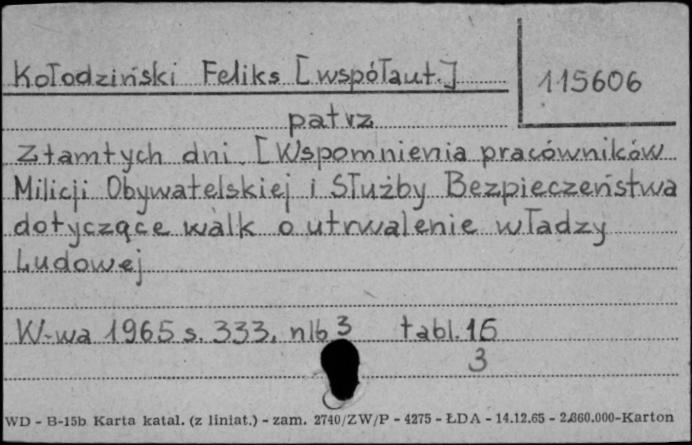 Kołodziński Feliks [współaut.]
115606
patrz
Z tamtych dni. [Wspomnienia pracówników
Milicji Obywatelskiej i Służby Bezpieczeństwa
dotyczące walk o utrwalenie władzy
Ludowej
W-wa 1965 s. 333, nlb 3 tabl. 16
3
WD - B-15b Karta katal. (z liniat.) - zam. 2740/ZW/P - 4275 - ŁDA - 14.12.65 - 2.860.000-Karton